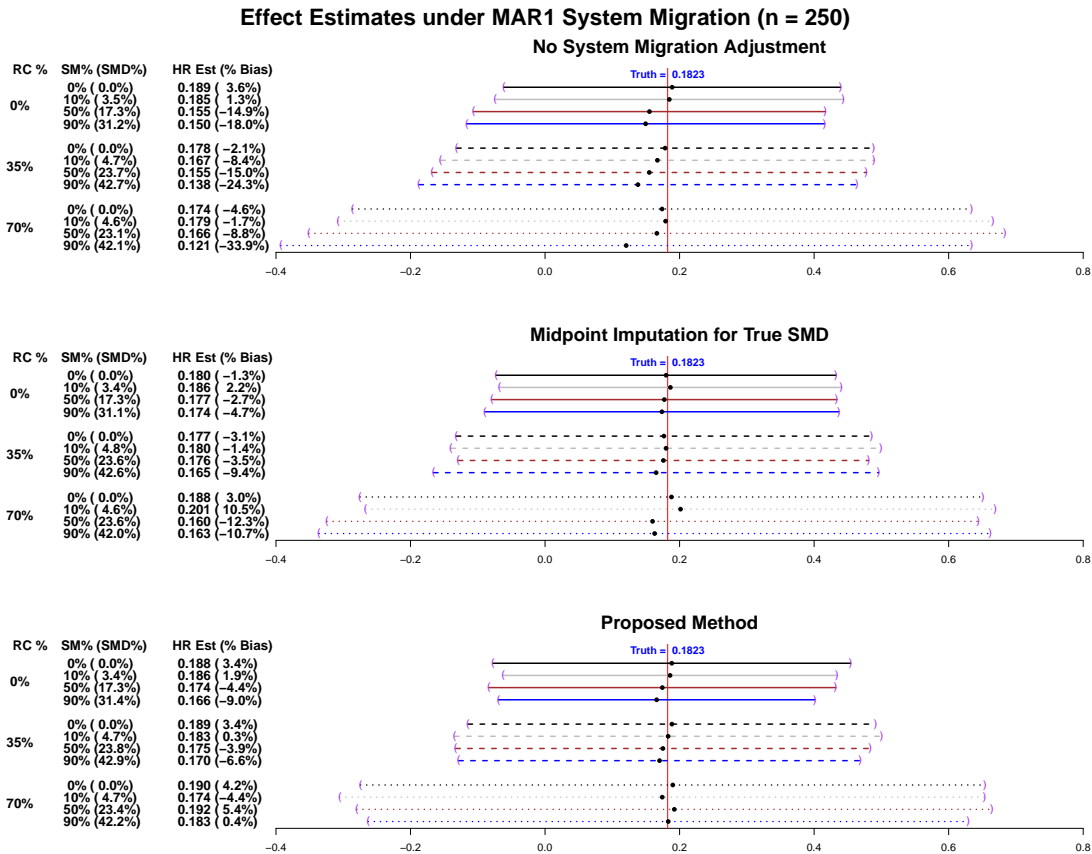 Effect Estimates under MAR1 System Migration (n = 250)
No System Migration Adjustment
RC % SM% (SMD%) HR Est (% Bias)
Truth = 0.1823
0% ( 0.0%) 0.189 ( 3.6%)
10% ( 3.5%) 0.185 ( 1.3%)
0%
50% (17.3%) 0.155 (−14.9%)
90% (31.2%) 0.150 (−18.0%)
0% ( 0.0%) 0.178 ( −2.1%)
10% ( 4.7%) 0.167 ( −8.4%)
35%
50% (23.7%) 0.155 (−15.0%)
90% (42.7%) 0.138 (−24.3%)
0% ( 0.0%) 0.174 ( −4.6%)
10% ( 4.6%) 0.179 ( −1.7%)
70%
50% (23.1%) 0.166 ( −8.8%)
90% (42.1%) 0.121 (−33.9%)
−0.4 −0.2 0.0 0.2 0.4 0.6 0.8
Midpoint Imputation for True SMD
RC % SM% (SMD%) HR Est (% Bias)
Truth = 0.1823
0% ( 0.0%) 0.180 ( −1.3%)
10% ( 3.4%) 0.186 ( 2.2%)
0%
50% (17.3%) 0.177 ( −2.7%)
90% (31.1%) 0.174 ( −4.7%)
0% ( 0.0%) 0.177 ( −3.1%)
10% ( 4.8%) 0.180 ( −1.4%)
35%
50% (23.6%) 0.176 ( −3.5%)
90% (42.6%) 0.165 ( −9.4%)
0% ( 0.0%) 0.188 ( 3.0%)
10% ( 4.6%) 0.201 ( 10.5%)
70%
50% (23.6%) 0.160 (−12.3%)
90% (42.0%) 0.163 (−10.7%)
−0.4 −0.2 0.0 0.2 0.4 0.6 0.8
Proposed Method
RC % SM% (SMD%) HR Est (% Bias)
Truth = 0.1823
0% ( 0.0%) 0.188 ( 3.4%)
10% ( 3.4%) 0.186 ( 1.9%)
0%
50% (17.3%) 0.174 ( −4.4%)
90% (31.4%) 0.166 ( −9.0%)
0% ( 0.0%) 0.189 ( 3.4%)
10% ( 4.7%) 0.183 ( 0.3%)
35%
50% (23.8%) 0.175 ( −3.9%)
90% (42.9%) 0.170 ( −6.6%)
0% ( 0.0%) 0.190 ( 4.2%)
10% ( 4.7%) 0.174 ( −4.4%)
70%
50% (23.4%) 0.192 ( 5.4%)
90% (42.2%) 0.183 ( 0.4%)
−0.4 −0.2 0.0 0.2 0.4 0.6 0.8